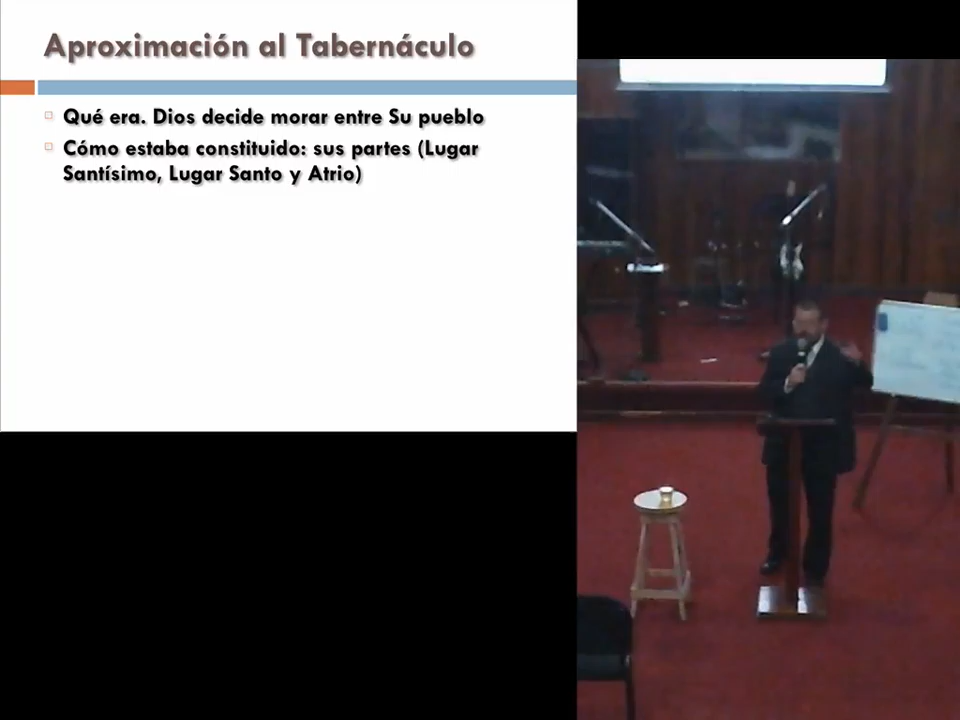 Aproximación al Tabernáculo
Qué era. Dios decide morar entre Su pueblo
Cómo estaba constituido: sus partes (Lugar
Santísimo, Lugar Santo y Atrio)